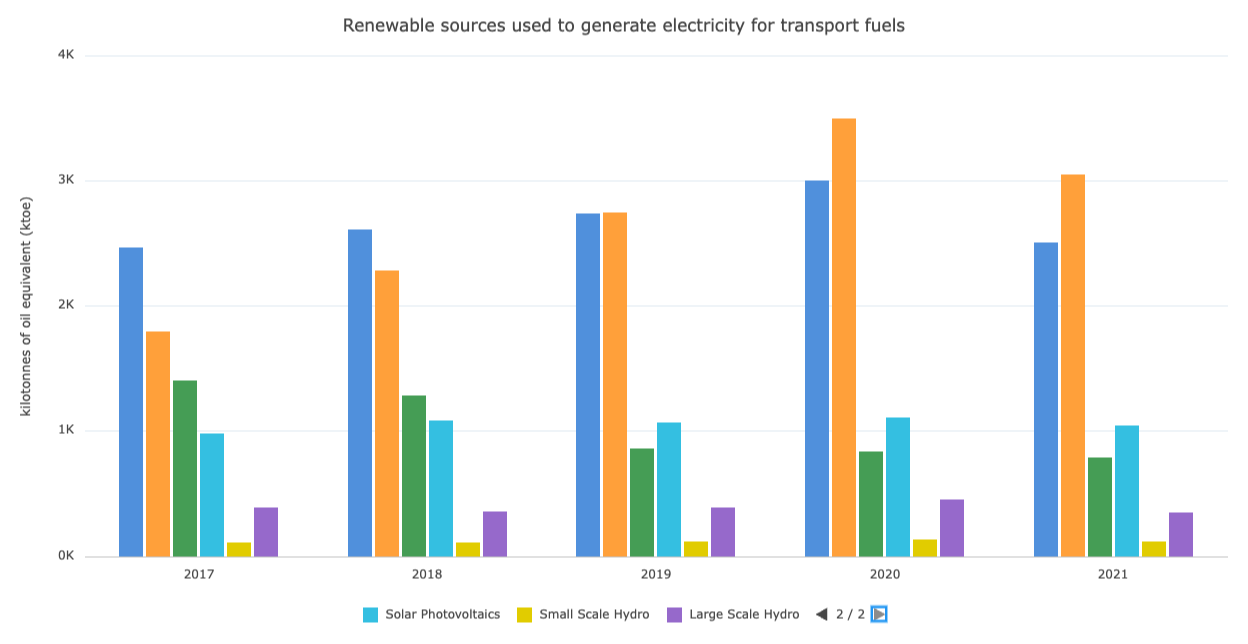 Renewable sources used to generate electricity for transport fuels
4K
3K
2K
1K
0K
kilotonnes of oil equivalent (ktoe)
2017 2018 2019 2020 2021
Solar Photovoltaics Small Scale Hydro Large Scale Hydro 2 / 2